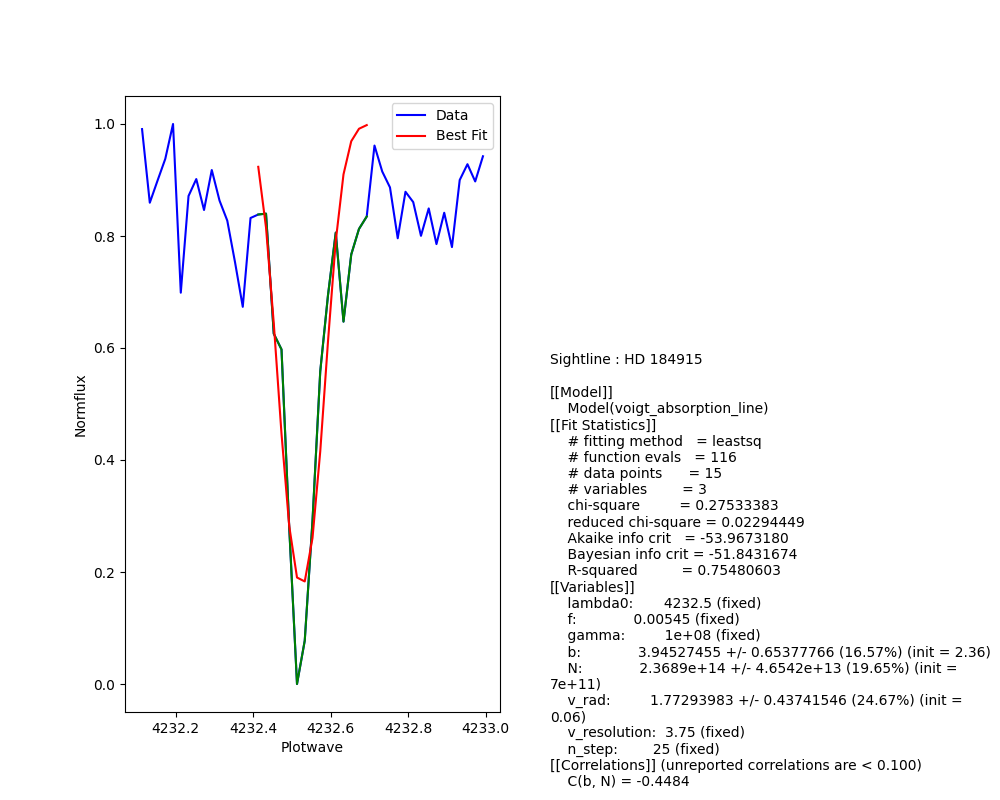 Data
Best Fit
1.0
0.8
0.6
0.4
0.2
0.0
Normflux
4232.2
4232.4
4232.6
4232.8
4233.0
Plotwave
Sightline : HD 184915
[[Model]]
Model(voigt_absorption_line)
[[Fit Statistics]]
# fitting method = leastsq
# function evals = 116
# data points = 15
# variables = 3
chi-square = 0.27533383
reduced chi-square = 0.02294449
Akaike info crit = -53.9673180
Bayesian info crit = -51.8431674
R-squared = 0.75480603
[[Variables]]
lambda0: 4232.5 (fixed)
f: 0.00545 (fixed)
gamma: 1e+08 (fixed)
b: 3.94527455 +/- 0.65377766 (16.57%) (init = 2.36)
N: 2.3689e+14 +/- 4.6542e+13 (19.65%) (init =
7e+11)
v_rad: 1.77293983 +/- 0.43741546 (24.67%) (init =
0.06)
v_resolution: 3.75 (fixed)
n_step: 25 (fixed)
[[Correlations]] (unreported correlations are < 0.100)
C(b, N) = -0.4484